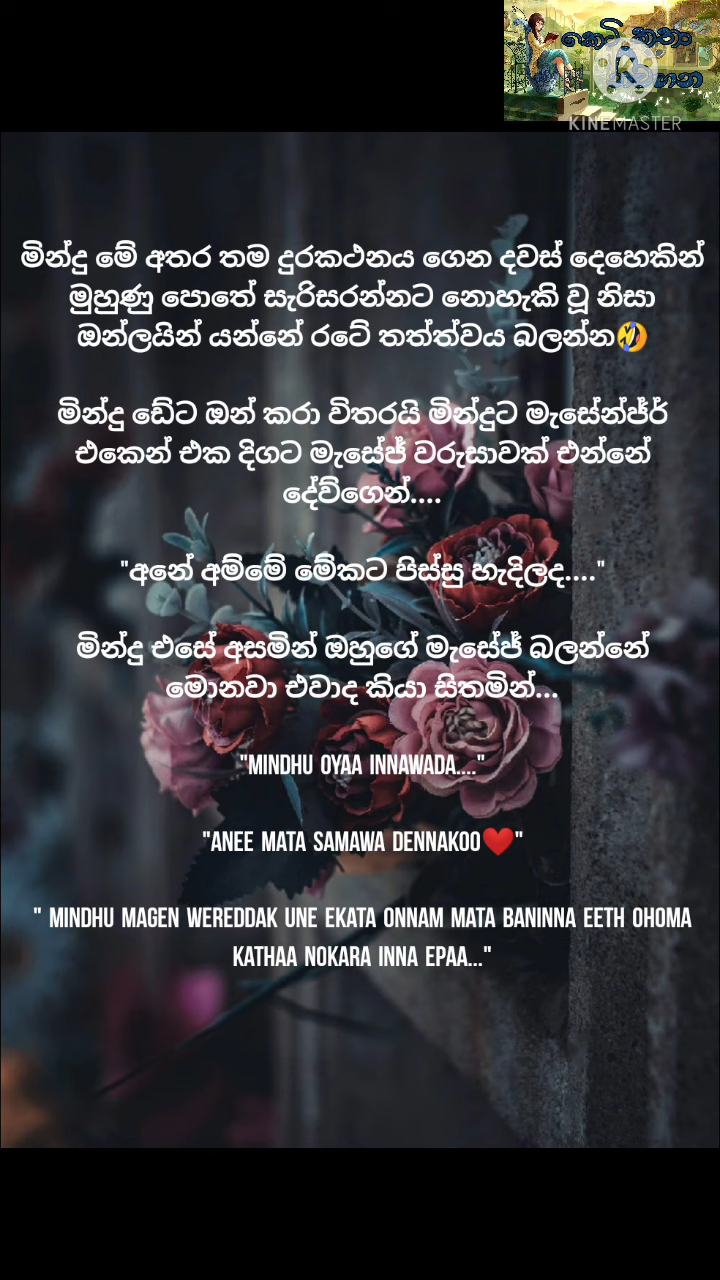 කෙටි කතා
K
KINEMASTER
මින්දු මේ අතර තම දුරකථනය ගෙන දවස් දෙහෙකින්
මුහුණු පොතේ සැරිසරන්නට නොහැකි වූ නිසා
ඔන්ලයින් යන්නේ රටේ තත්ත්වය බලන්න🤣
මින්දු ඩේට ඔන් කරා විතරයි මින්දුට මැසේන්ජ්ර්
එකෙන් එක දිගට මැසේජ් වරුසාවක් එන්නේ
දේව්ගෙන්....
"අනේ අම්මේ මේකට පිස්සු හැදිලද...."
මින්දු එසේ අසමින් ඔහුගේ මැසේජ් බලන්නේ
මොනවා එවාද කියා සිතමින්...
"MINDHU OYAA INNAWADA...."
"ANEE MATA SAMAWA DENNAKOO❤️"
" MINDHU MAGEN WEREDDAK UNE EKATA ONNAM MATA BANINNA EETH OHOMA
KATHAA NOKARA INNA EPAA..."